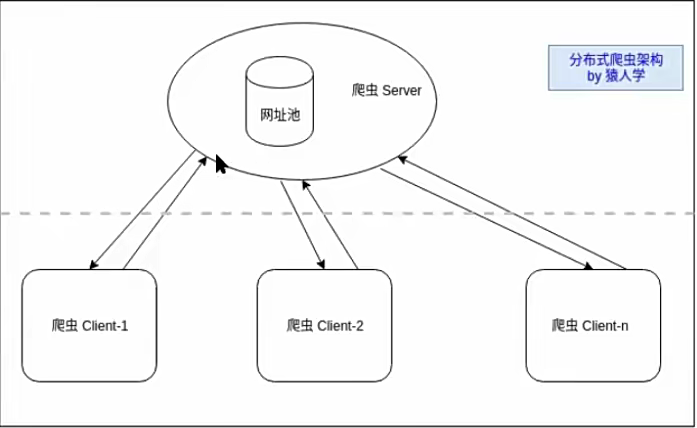 分布式爬虫架构
by 猿人学
爬虫 Server
网址池
爬虫 Client-1
爬虫 Client-2
爬虫 Client-n